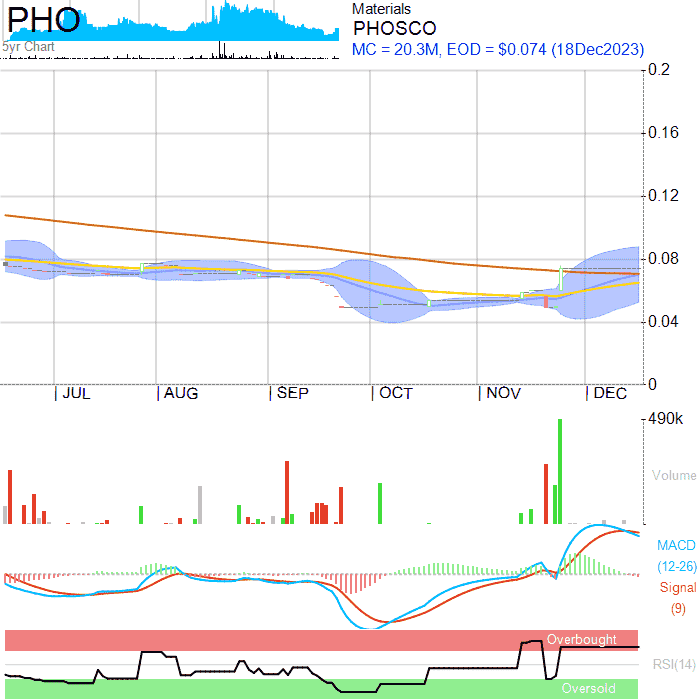 PHO
5yr Chart
Materials
PHOSCO
MC = 20.3M, EOD = $0.074 (18Dec2023)
0.2
0.16
0.12
0.08
0.04
0
JUL AUG SEP OCT NOV DEC
490k
Volume
MACD
(12-26)
Signal
(9)
Overbought
RSI(14)
Oversold